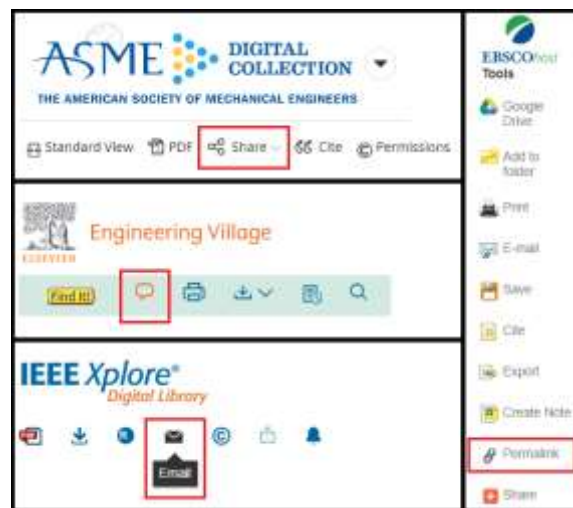 ASME DIGITAL COLLECTION
THE AMERICAN SOCIETY OF MECHANICAL ENGINEERS
Standard View PDF Share Cite Permissions
Engineering Village
ELSEVIER
Find It!
IEEE Xplore®
Digital Library
Email
EBSCOhost
Tools
Google
Drive
Add to
folder
Print
E-mail
Save
Cite
Export
Create Note
Permalink
Share